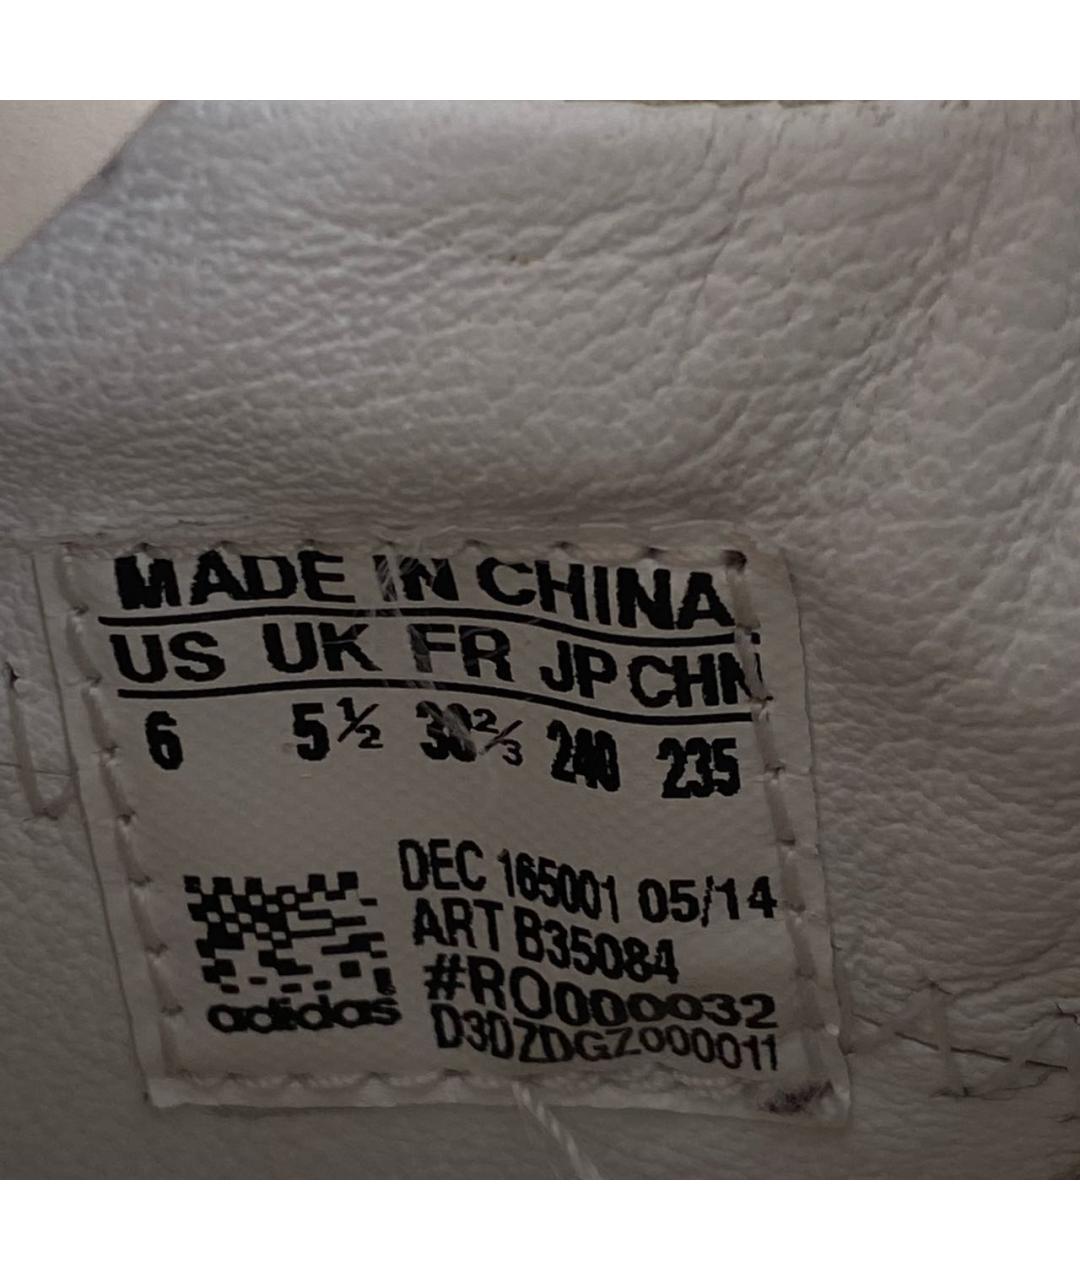 MADE IN CHINA
US UK FR JP CHN
6 5½ 38⅔ 240 235
DEC 165001 05/14
ART B35084
#RO0000032
D3DZDGZ000011
adidas